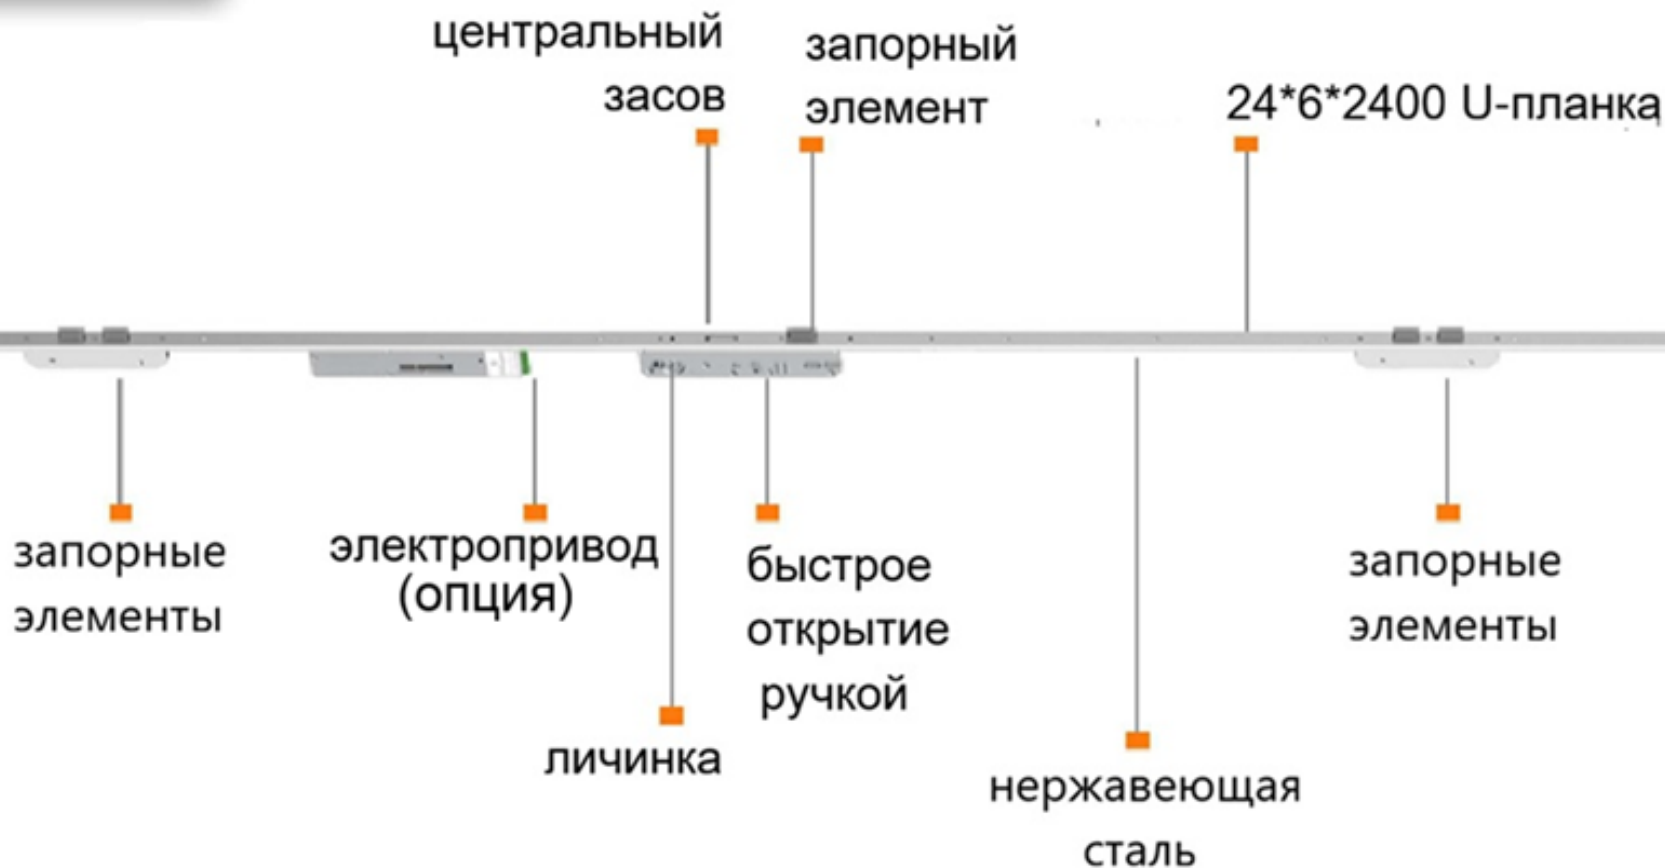 центральный
засов
запорный
элемент
24*6*2400 U-планка
запорные
элементы
электропривод
(опция)
быстрое
открытие
ручкой
запорные
элементы
личинка
нержавеющая
сталь